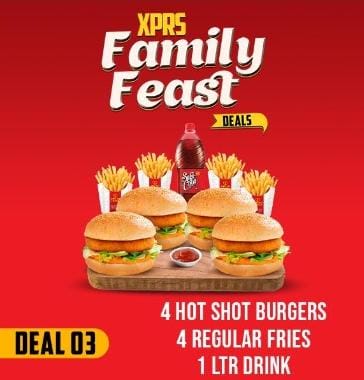 XPRS
Family
Feast
DEALS
4 HOT SHOT BURGERS
4 REGULAR FRIES
DEAL 03
1 LTR DRINK